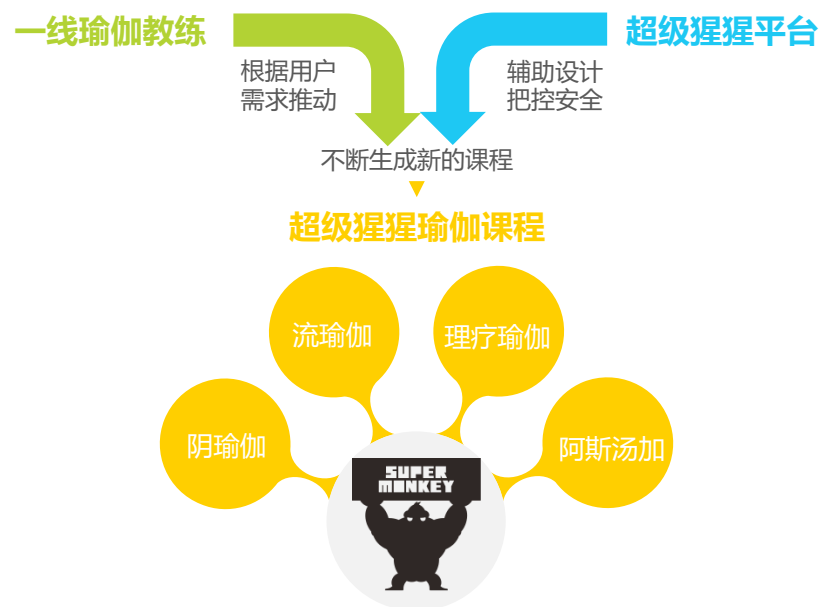 一线瑜伽教练
超级猩猩平台
根据用户
需求推动
辅助设计
把控安全
不断生成新的课程
超级猩猩瑜伽课程
流瑜伽
理疗瑜伽
阴瑜伽
阿斯汤加
SUPER
MONKEY